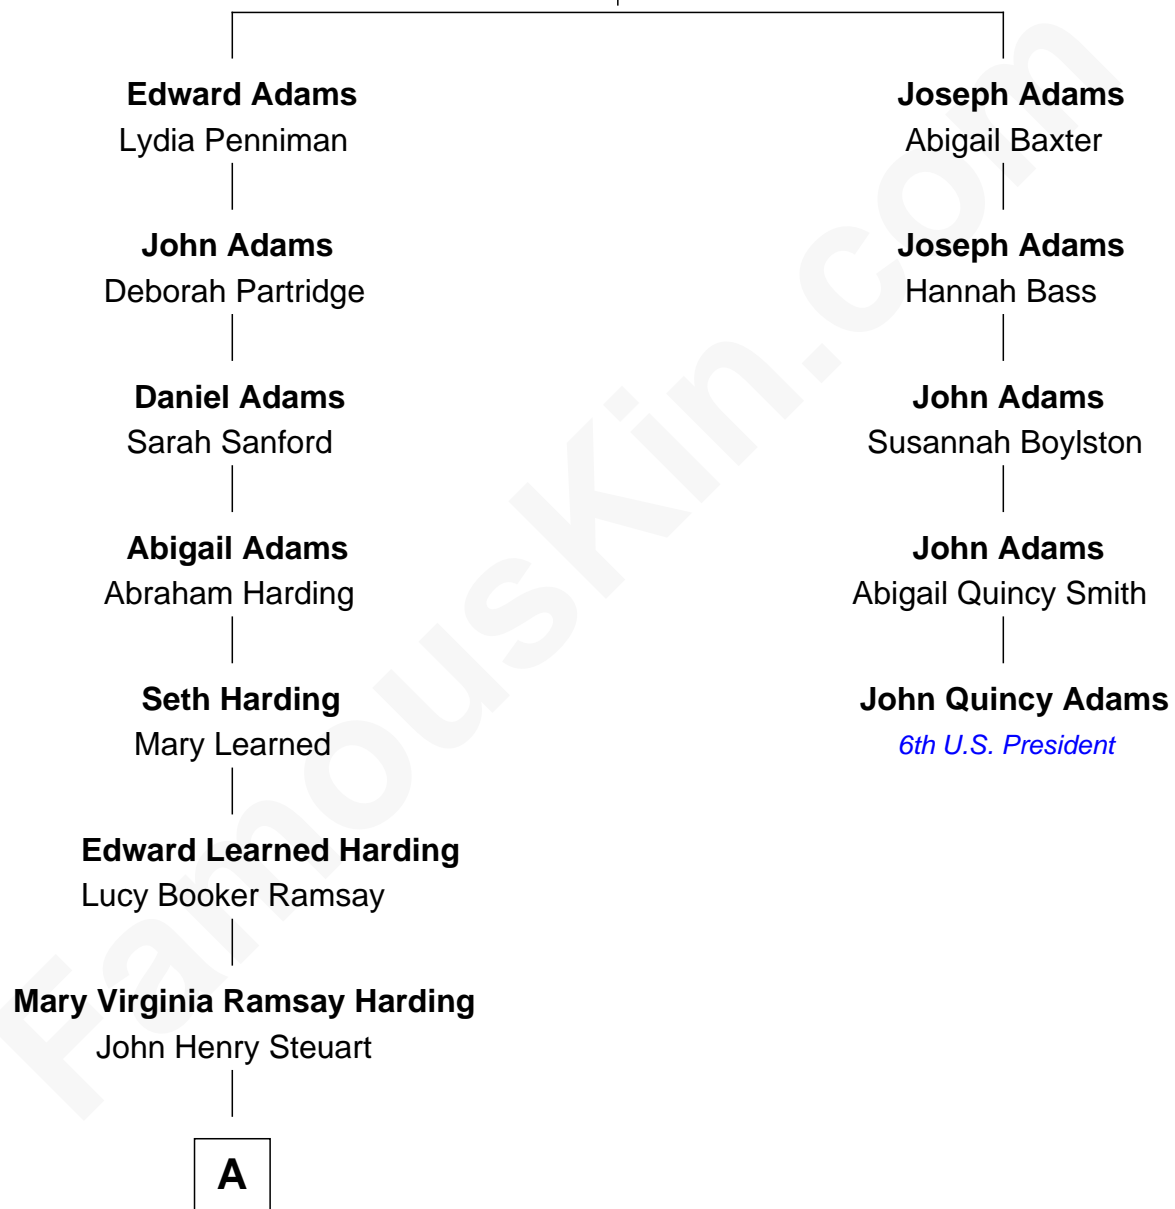 Edward Adams
Lydia Penniman
Joseph Adams
Abigail Baxter
John Adams
Deborah Partridge
Joseph Adams
Hannah Bass
Daniel Adams
Sarah Sanford
John Adams
Susannah Boylston
Abigail Adams
Abraham Harding
John Adams
Abigail Quincy Smith
Seth Harding
Mary Learned
John Quincy Adams
6th U.S. President
Edward Learned Harding
Lucy Booker Ramsay
Mary Virginia Ramsay Harding
John Henry Steuart
A
FamousKin.com